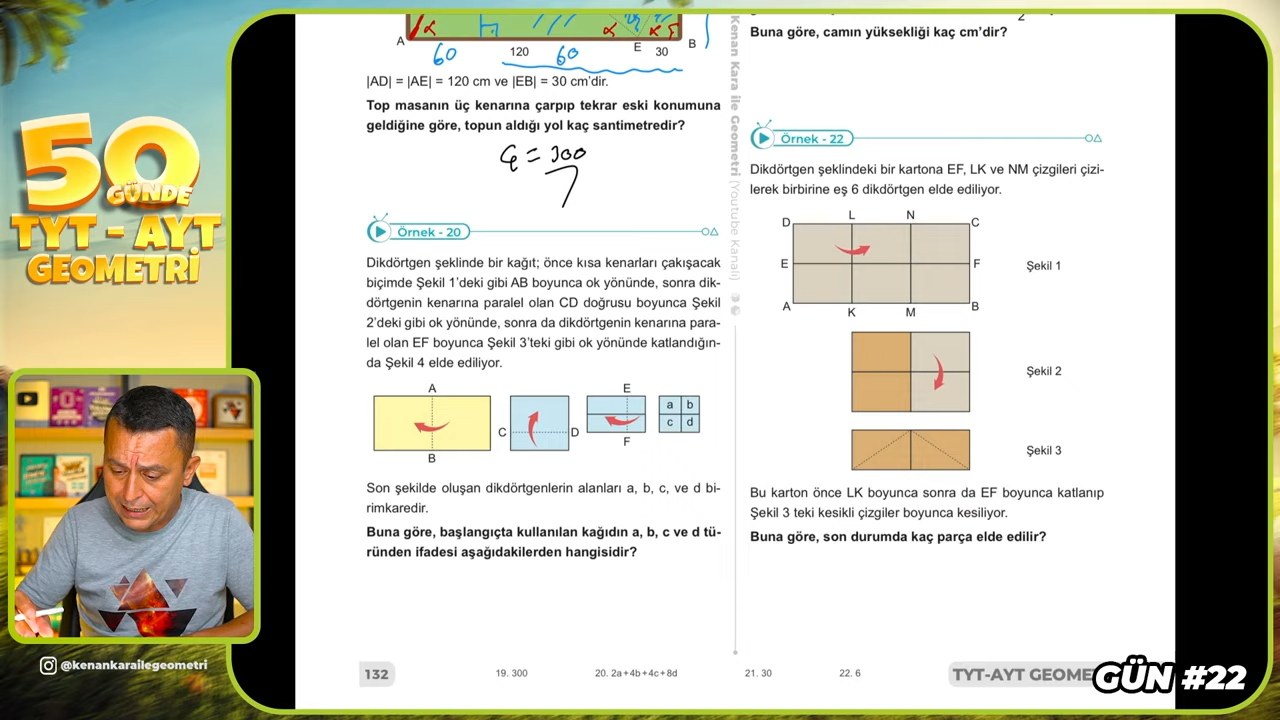 50
GÜNDE
TYT-AYT
GEOMETRİ
A
60
120
60
E
30
B
|AD| = |AE| = 120 cm ve |EB| = 30 cm'dir.
Top masanın üç kenarına çarpıp tekrar eski konumuna
geldiğine göre, topun aldığı yol kaç santimetredir?
Ç = 300
Örnek - 20
Dikdörtgen şeklinde bir kağıt; önce kısa kenarları çakışacak
biçimde Şekil 1'deki gibi AB boyunca ok yönünde, sonra dik-
dörtgenin kenarına paralel olan CD doğrusu boyunca Şekil
2'deki gibi ok yönünde, sonra da dikdörtgenin kenarına para-
lel olan EF boyunca Şekil 3'teki gibi ok yönünde katlandığın-
da Şekil 4 elde ediliyor.
A
B
C
D
E
F
a b
c d
Son şekilde oluşan dikdörtgenlerin alanları a, b, c, ve d bi-
rimkaredir.
Buna göre, başlangıçta kullanılan kağıdın a, b, c ve d tü-
ründen ifadesi aşağıdakilerden hangisidir?
Kenan Kara ile Geometri (Youtube Kanalı)
2
Buna göre, camın yüksekliği kaç cm'dir?
Örnek - 22
Dikdörtgen şeklindeki bir kartona EF, LK ve NM çizgileri çizi-
lerek birbirine eş 6 dikdörtgen elde ediliyor.
D L N C
E F Şekil 1
A K M B
Şekil 2
Şekil 3
Bu karton önce LK boyunca sonra da EF boyunca katlanıp
Şekil 3 teki kesikli çizgiler boyunca kesiliyor.
Buna göre, son durumda kaç parça elde edilir?
132
19. 300
20. 2a+4b+4c+8d
21. 30
22. 6
TYT-AYT GEOME
GÜN #22
@kenankarailegeometri